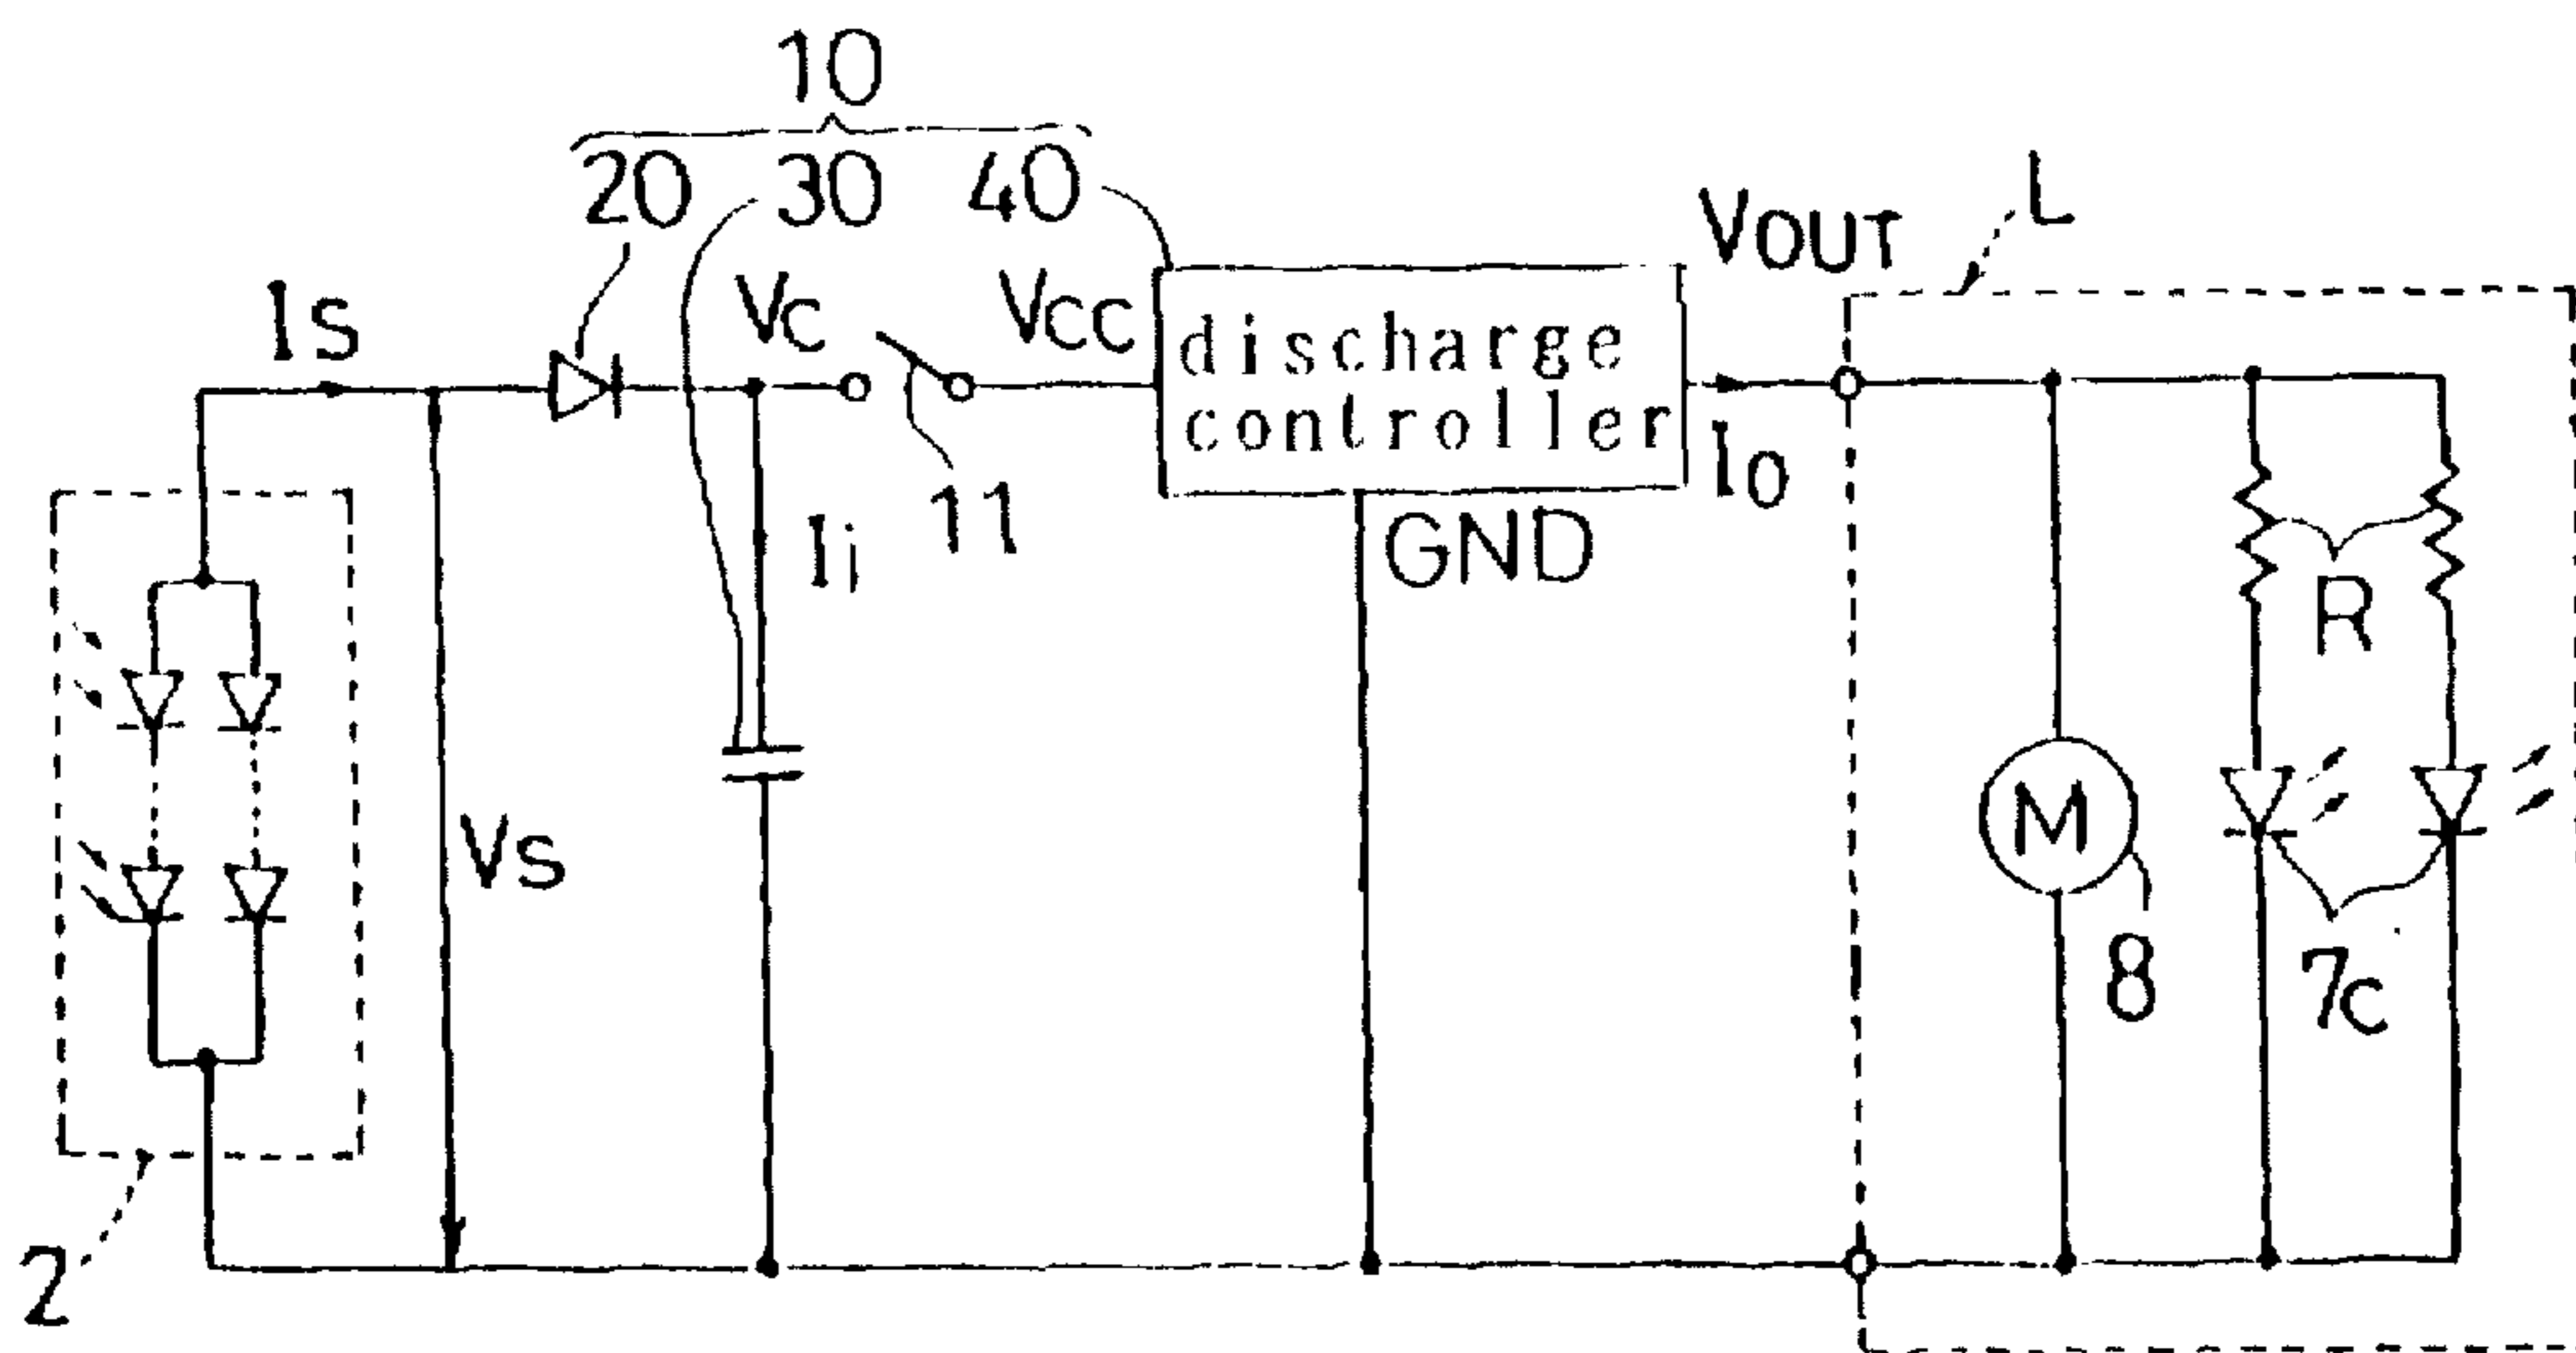 10
20 30 40
L
VOUT
IS
VC
VCC
discharge
controller
IO
11
Ii
GND
R
M
VS
8
7c
2